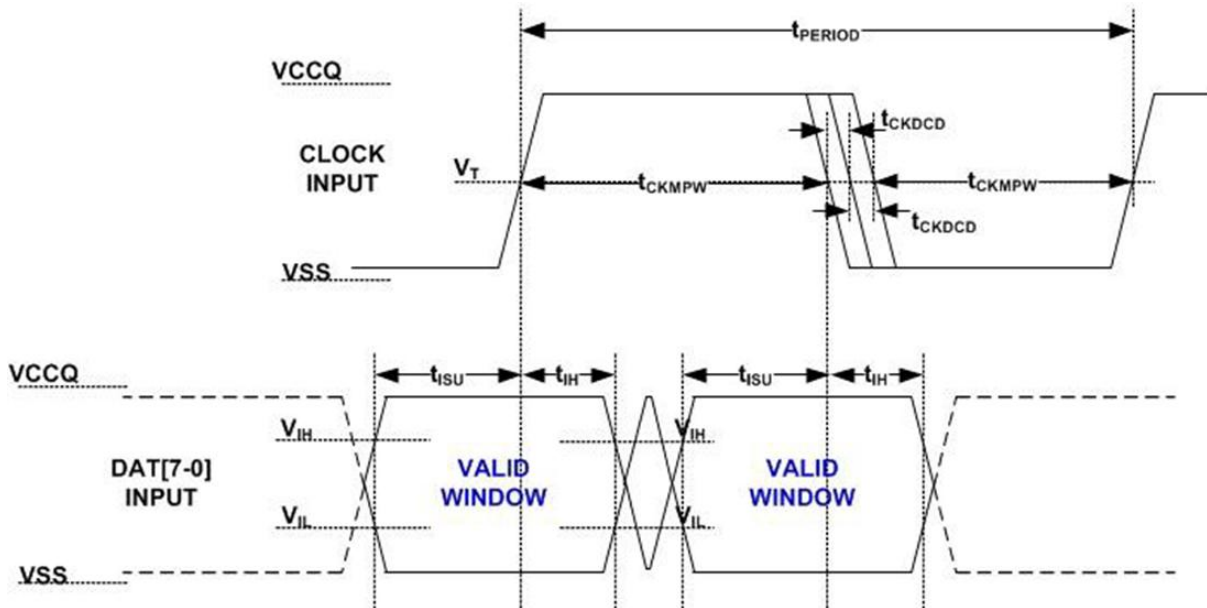 tPERIOD
VCCQ
tCKDCD
CLOCK
INPUT
VT
tCKMPW
tCKMPW
tCKDCD
VSS
VCCQ
tISU
tIH
tISU
tIH
VIH
VIH
DAT[7-0]
INPUT
VALID
WINDOW
VALID
WINDOW
VIL
VIL
VSS